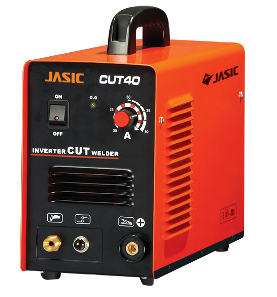 JASIC CUT40
JASIC
ON
OFF
O.C
A
INVERTER CUT WELDER